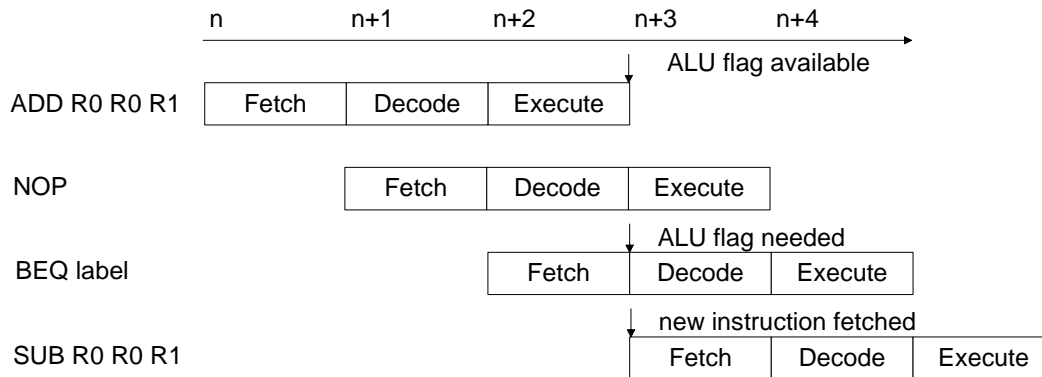 n n+1 n+2 n+3 n+4
ALU flag available
ADD R0 R0 R1 Fetch Decode Execute
NOP Fetch Decode Execute
ALU flag needed
BEQ label Fetch Decode Execute
new instruction fetched
SUB R0 R0 R1 Fetch Decode Execute